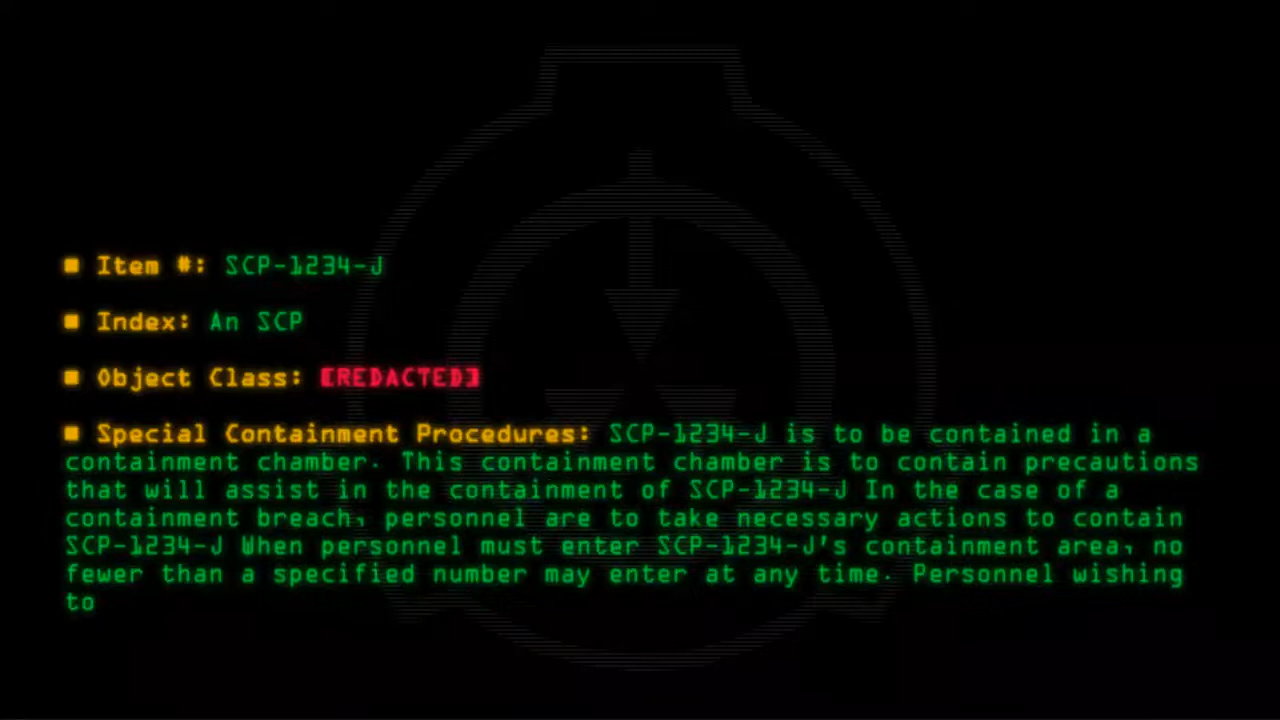 ■ Item #: SCP-1234-J
■ Index: An SCP
■ Object Class: [REDACTED]
■ Special Containment Procedures: SCP-1234-J is to be contained in a
containment chamber. This containment chamber is to contain precautions
that will assist in the containment of SCP-1234-J In the case of a
containment breach, personnel are to take necessary actions to contain
SCP-1234-J When personnel must enter SCP-1234-J's containment area, no
fewer than a specified number may enter at any time. Personnel wishing
to